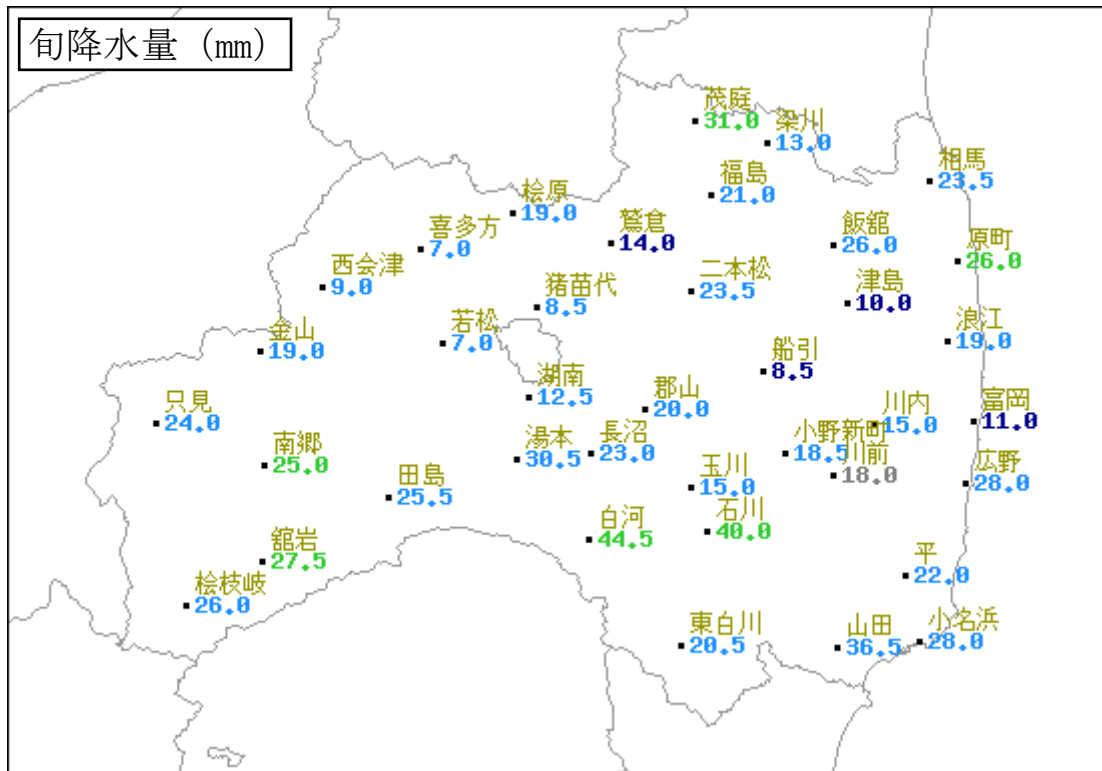 旬降水量 (mm)
茂庭
31.0
梁川
13.0
相馬
23.5
福島
21.0
桧原
19.0
鷲倉
14.0
喜多方
7.0
飯舘
26.0
原町
26.0
西会津
9.0
二本松
23.5
津島
10.0
猪苗代
8.5
若松
7.0
金山
19.0
浪江
19.0
船引
8.5
湖南
12.5
郡山
20.0
只見
24.0
川内
15.0
富岡
11.0
南郷
25.0
湯本
30.5
長沼
23.0
小野新町
18.5
川前
18.0
広野
28.0
田島
25.5
玉川
15.0
白河
44.5
石川
40.0
舘岩
27.5
平
22.0
桧枝岐
26.0
東白川
20.5
山田
36.5
小名浜
28.0